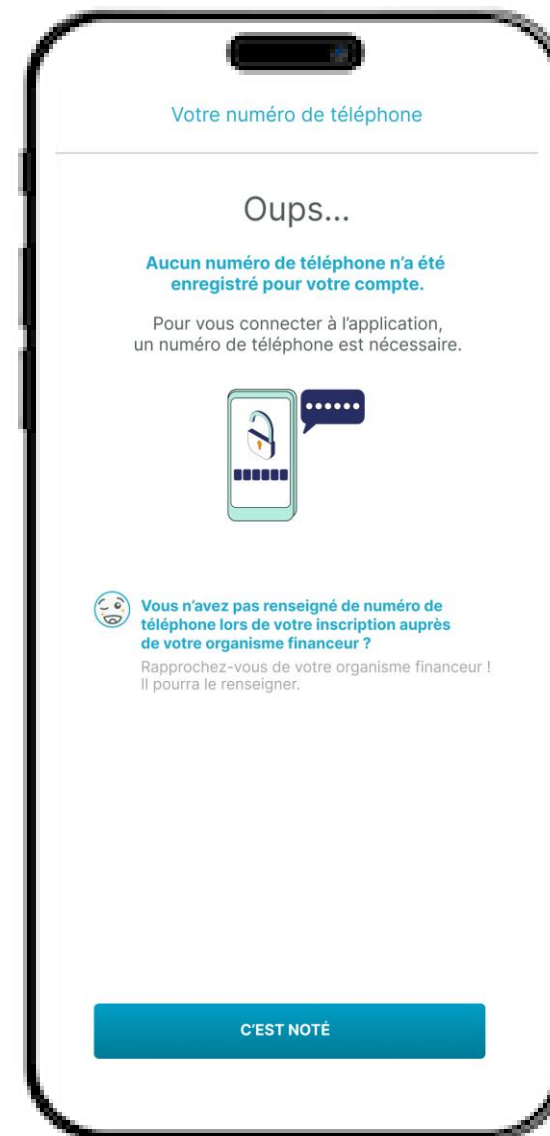 Votre numéro de téléphone
Oups...
Aucun numéro de téléphone n’a été
enregistré pour votre compte.
Pour vous connecter à l’application,
un numéro de téléphone est nécessaire.
Vous n’avez pas renseigné de numéro de
téléphone lors de votre inscription auprès
de votre organisme financeur ?
Rapprochez-vous de votre organisme financeur !
Il pourra le renseigner.
C’EST NOTÉ